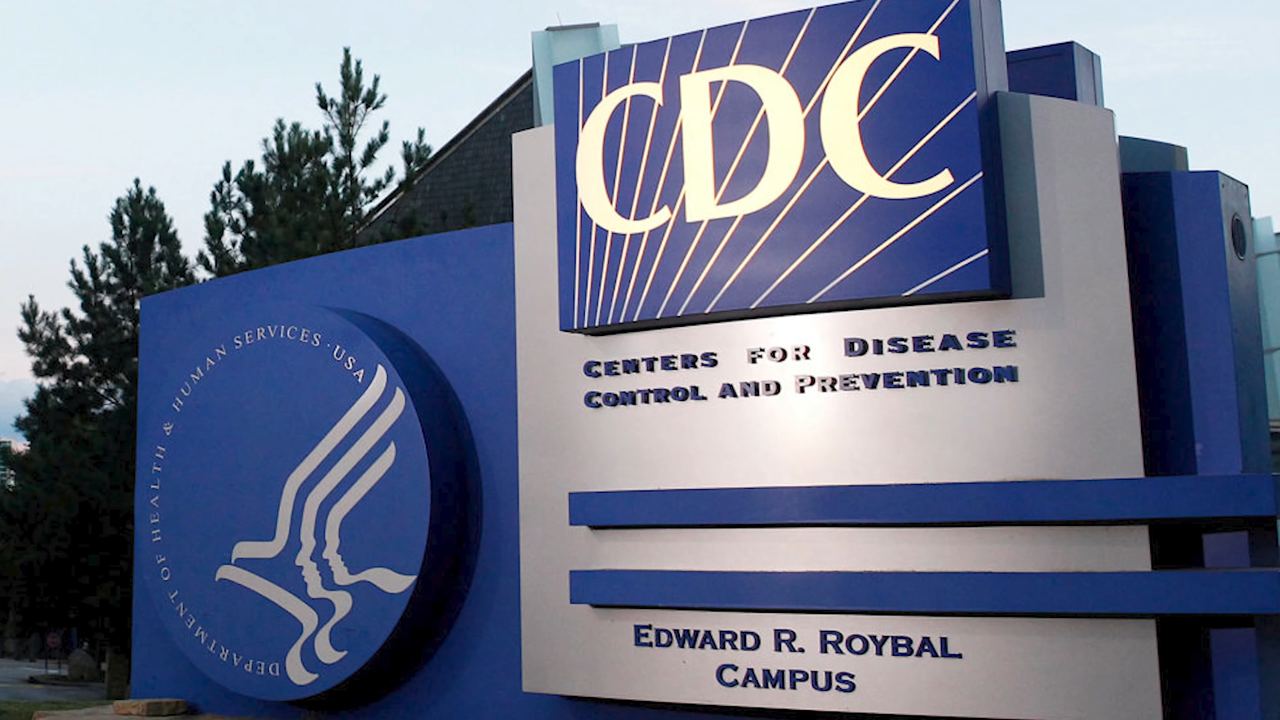 DEPARTMENT OF HEALTH & HUMAN SERVICES · USA
CDC
CENTERS FOR DISEASE
CONTROL AND PREVENTION
EDWARD R. ROYBAL
CAMPUS